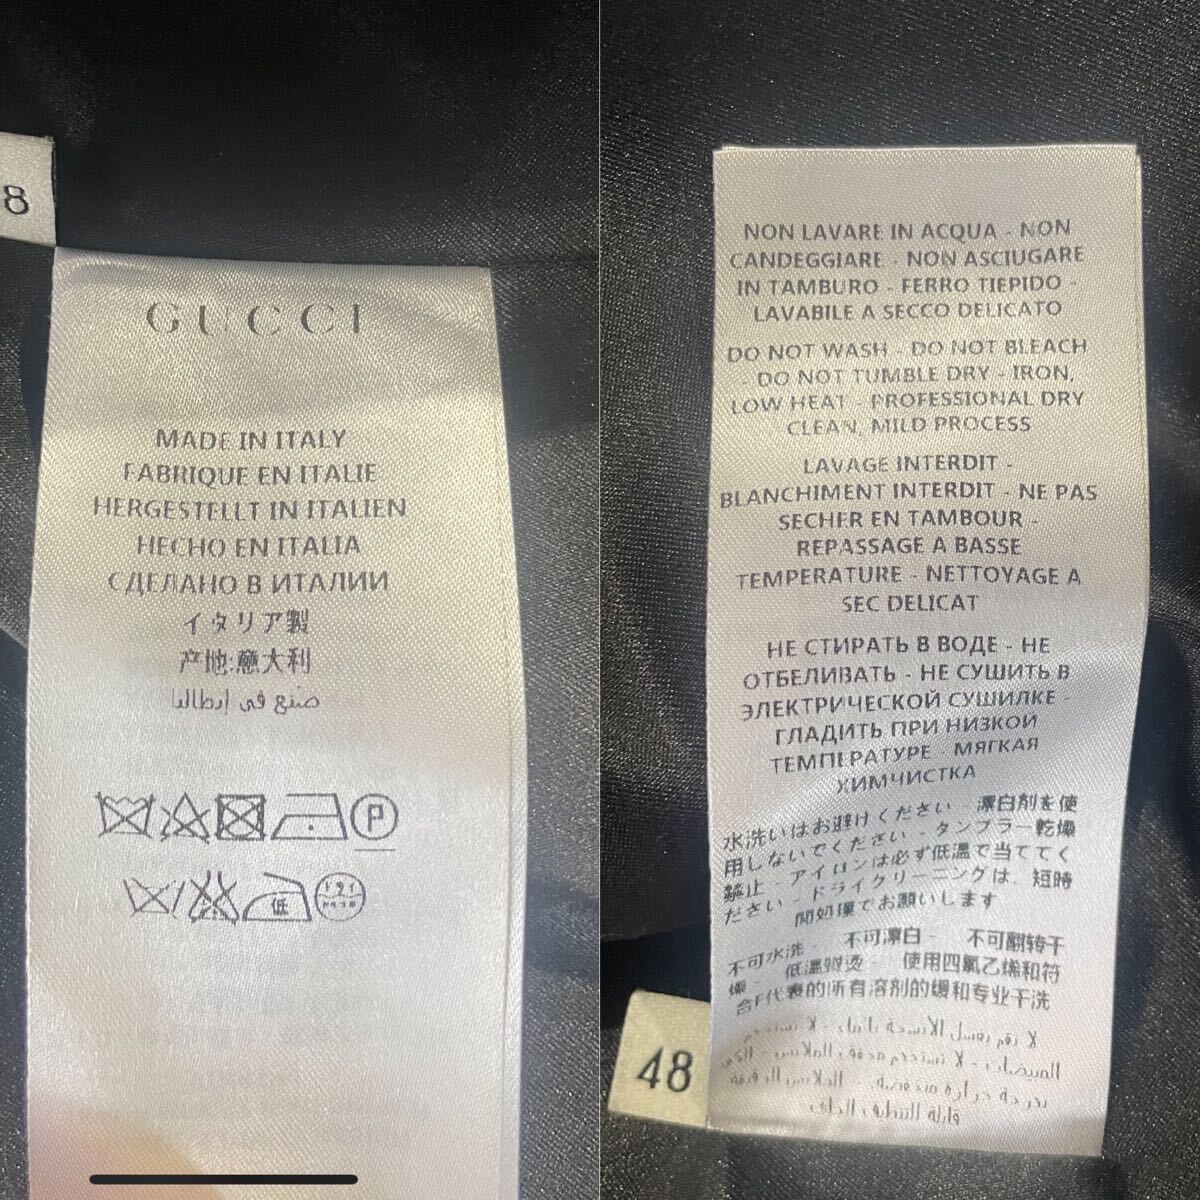 8
GUCCI
MADE IN ITALY
FABRIQUE EN ITALIE
HERGESTELLT IN ITALIEN
HECHO EN ITALIA
СДЕЛАНО В ИТАЛИИ
イタリア製
产地:意大利
صنع في إيطاليا
P
低
ドライ
NON LAVARE IN ACQUA - NON
CANDEGGIARE - NON ASCIUGARE
IN TAMBURO - FERRO TIEPIDO -
LAVABILE A SECCO DELICATO
DO NOT WASH - DO NOT BLEACH
- DO NOT TUMBLE DRY - IRON,
LOW HEAT - PROFESSIONAL DRY
CLEAN, MILD PROCESS
LAVAGE INTERDIT -
BLANCHIMENT INTERDIT - NE PAS
SECHER EN TAMBOUR -
REPASSAGE A BASSE
TEMPERATURE - NETTOYAGE A
SEC DELICAT
НЕ СТИРАТЬ В ВОДЕ - НЕ
ОТБЕЛИВАТЬ - НЕ СУШИТЬ В
ЭЛЕКТРИЧЕСКОЙ СУШИЛКЕ -
ГЛАДИТЬ ПРИ НИЗКОЙ
ТЕМПЕРАТУРЕ - МЯГКАЯ
ХИМЧИСТКА
水洗いはお避けください 漂白剤を使
用しないでください - タンブラー乾燥
禁止 - アイロンは必ず低温で当ててく
ださい - ドライクリーニングは、短時
間処理でお願いします
不可水洗 - 不可漂白 - 不可翻转干
燥 - 低温熨烫 - 使用四氯乙烯和符
合F代表的所有溶剂的缓和专业干洗
48